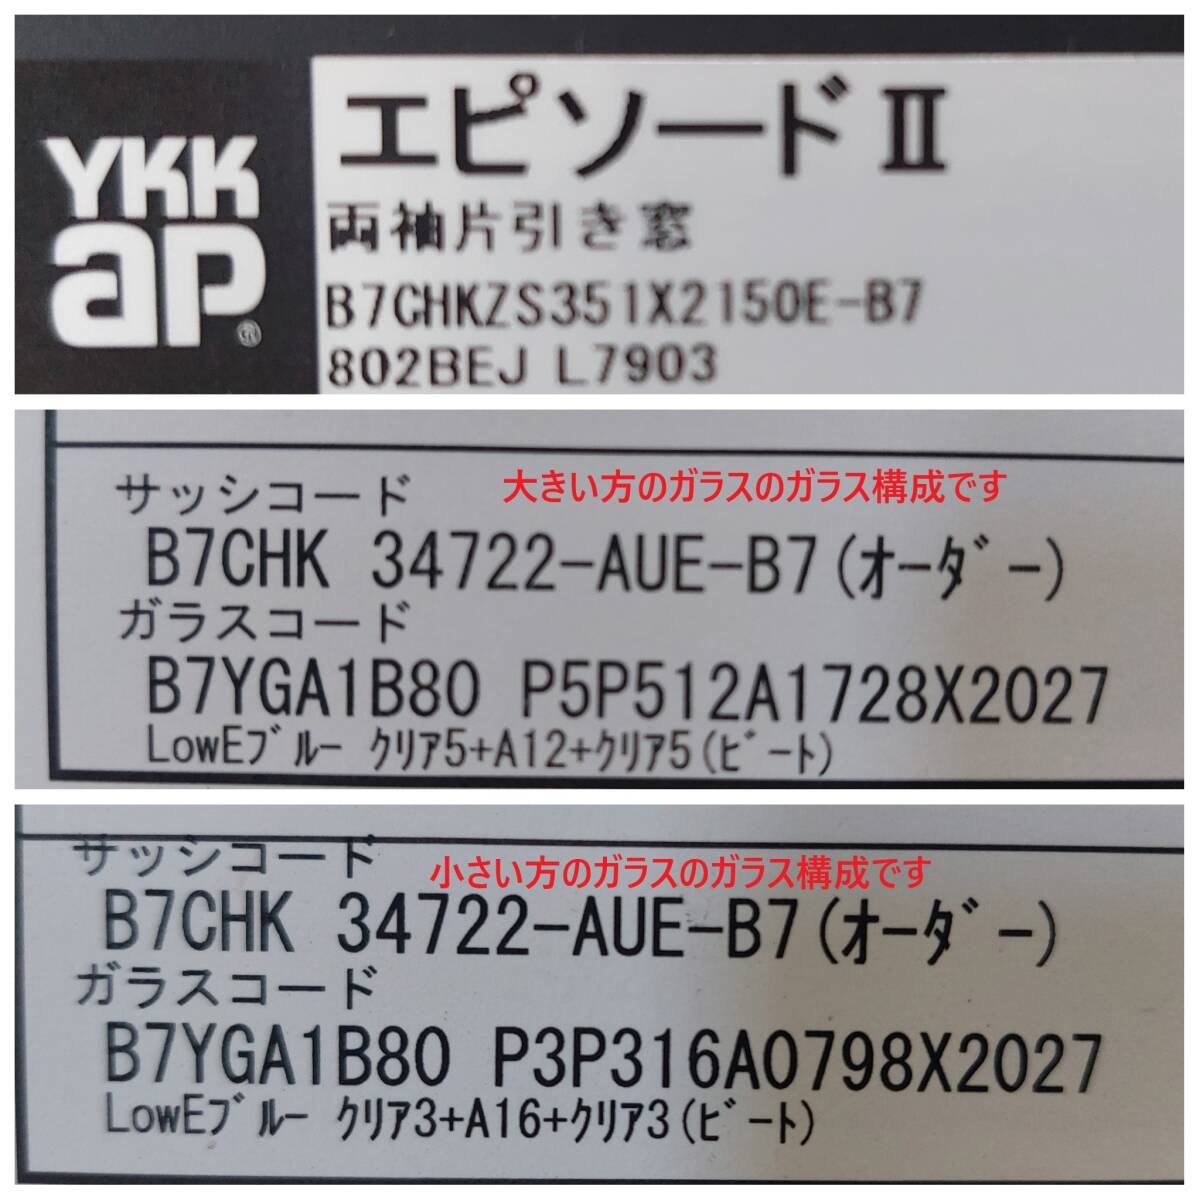 YKK
ap®
エピソードⅡ
両袖片引き窓
B7CHKZS351X2150E-B7
802BEJ L7903
サッシコード
大きい方のガラスのガラス構成です
B7CHK 34722-AUE-B7(ｵｰﾀﾞｰ)
ガラスコード
B7YGA1B80 P5P512A1728X2027
LowEﾌﾞﾙｰ ｸﾘｱ5+A12+ｸﾘｱ5(ﾋﾞｰﾄ)
サッシコード
小さい方のガラスのガラス構成です
B7CHK 34722-AUE-B7(ｵｰﾀﾞｰ)
ガラスコード
B7YGA1B80 P3P316A0798X2027
LowEﾌﾞﾙｰ ｸﾘｱ3+A16+ｸﾘｱ3(ﾋﾞｰﾄ)